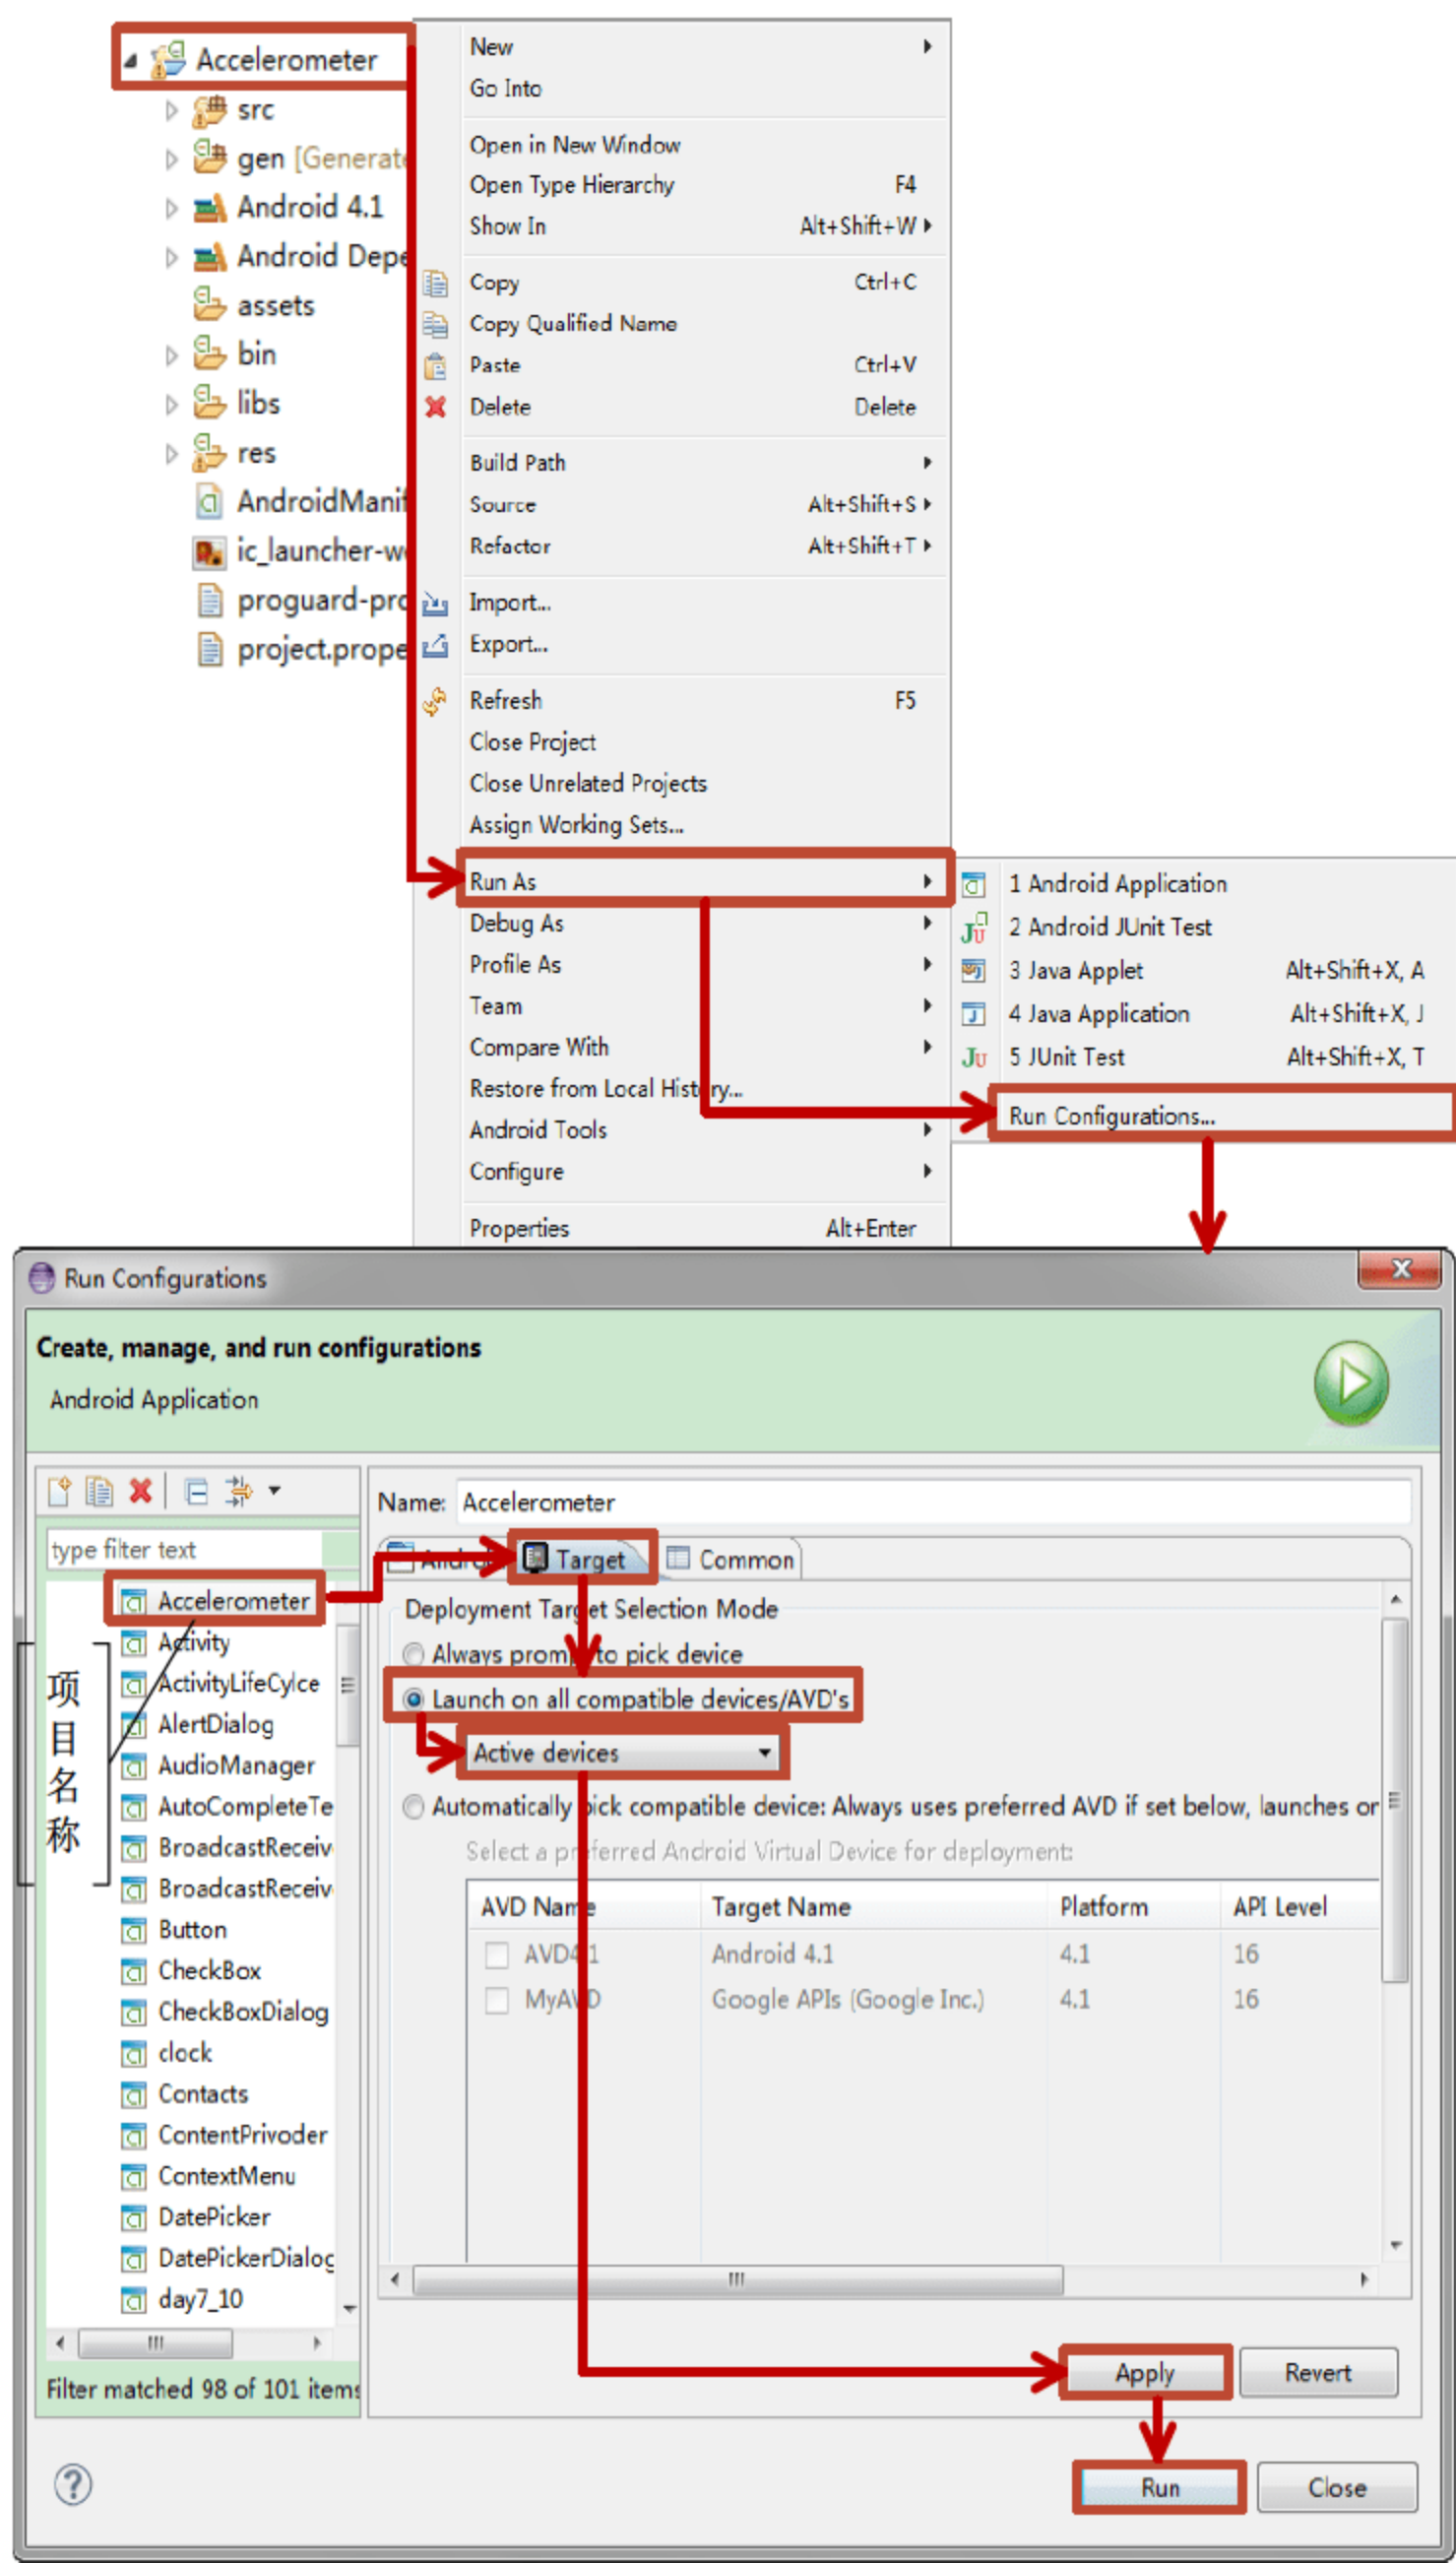 Accelerometer
src
gen [Generate
Android 4.1
Android Depe
assets
bin
libs
res
AndroidManif
ic_launcher-w
proguard-pro
project.prope
New
Go Into
Open in New Window
Open Type Hierarchy F4
Show In Alt+Shift+W
Copy Ctrl+C
Copy Qualified Name
Paste Ctrl+V
Delete Delete
Build Path
Source Alt+Shift+S
Refactor Alt+Shift+T
Import...
Export...
Refresh F5
Close Project
Close Unrelated Projects
Assign Working Sets...
Run As
Debug As
Profile As
Team
Compare With
Restore from Local History...
Android Tools
Configure
Properties Alt+Enter
1 Android Application
2 Android JUnit Test
3 Java Applet Alt+Shift+X, A
4 Java Application Alt+Shift+X, J
5 JUnit Test Alt+Shift+X, T
Run Configurations...
Run Configurations
Create, manage, and run configurations
Android Application
type filter text
Accelerometer
Activity
ActivityLifeCylce
AlertDialog
AudioManager
AutoCompleteTe
BroadcastReceiv
BroadcastReceiv
Button
CheckBox
CheckBoxDialog
clock
Contacts
ContentPrivoder
ContextMenu
DatePicker
DatePickerDialog
day7_10
项目名称
Filter matched 98 of 101 items
Name: Accelerometer
Target Common
Deployment Target Selection Mode
Always prompt to pick device
Launch on all compatible devices/AVD's
Active devices
Automatically pick compatible device: Always uses preferred AVD if set below, launches on
Select a preferred Android Virtual Device for deployment:
AVD Name Target Name Platform API Level
AVD4.1 Android 4.1 4.1 16
MyAVD Google APIs (Google Inc.) 4.1 16
Apply Revert
Run Close